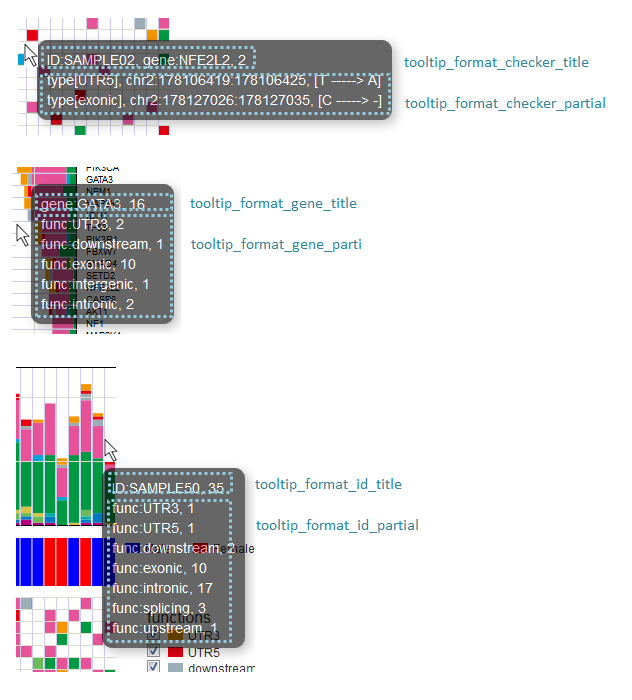 ID:SAMPLE02, gene:NFE2L2, 2
tooltip_format_checker_title
type[UTR5], chr2:178106419:178106425, [T -----> A]
type[exonic], chr2:178127026:178127035, [C -----> -]
tooltip_format_checker_partial
PIK3CA
GATA3
gene:GATA3, 16
tooltip_format_gene_title
func:UTR3, 2
func:downstream, 1
tooltip_format_gene_parti
FBXW7
func:exonic, 10
SETD2
func:intergenic, 1
func:intronic, 2
AKT1
NF1
ID:SAMPLE50, 35
tooltip_format_id_title
func:UTR3, 1
func:UTR5, 1
tooltip_format_id_partial
func:downstream, 2
func:exonic, 10
func:intronic, 17
func:splicing, 3
functions
func:upstream, 1
UTR3
UTR5
downstream